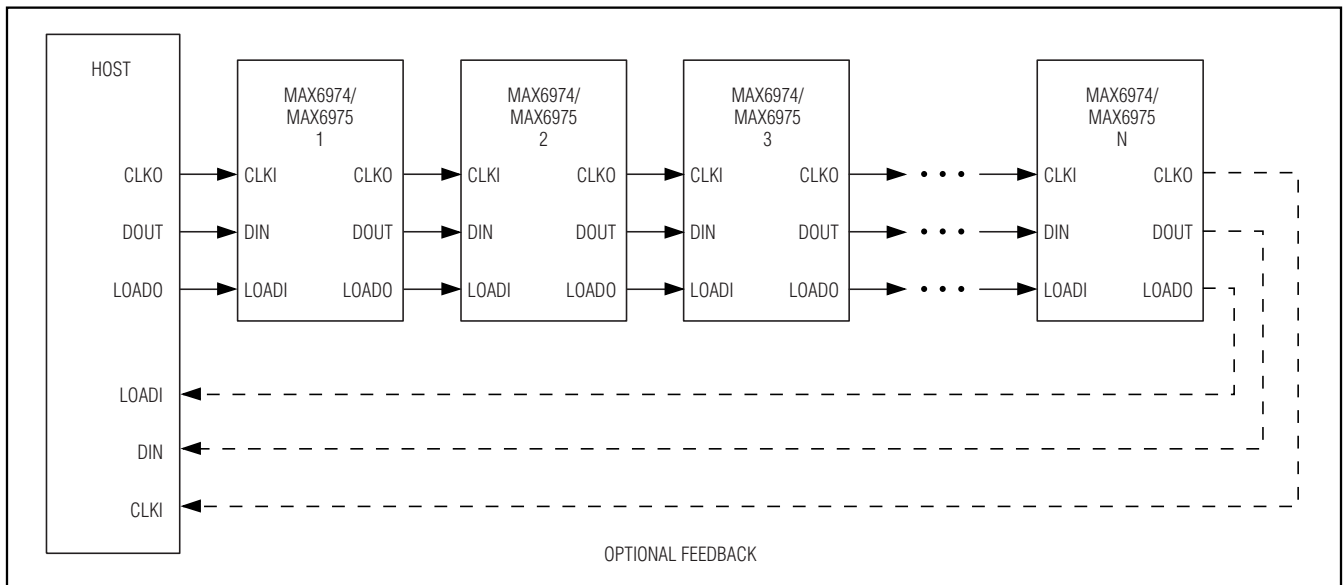 HOST
MAX6974/
MAX6975
1
MAX6974/
MAX6975
2
MAX6974/
MAX6975
3
MAX6974/
MAX6975
N
CLKO CLKI CLKO CLKI CLKO CLKI CLKO • • • CLKI CLKO
DOUT DIN DOUT DIN DOUT DIN DOUT • • • DIN DOUT
LOADO LOADI LOADO LOADI LOADO LOADI LOADO • • • LOADI LOADO
LOADI
DIN
CLKI
OPTIONAL FEEDBACK